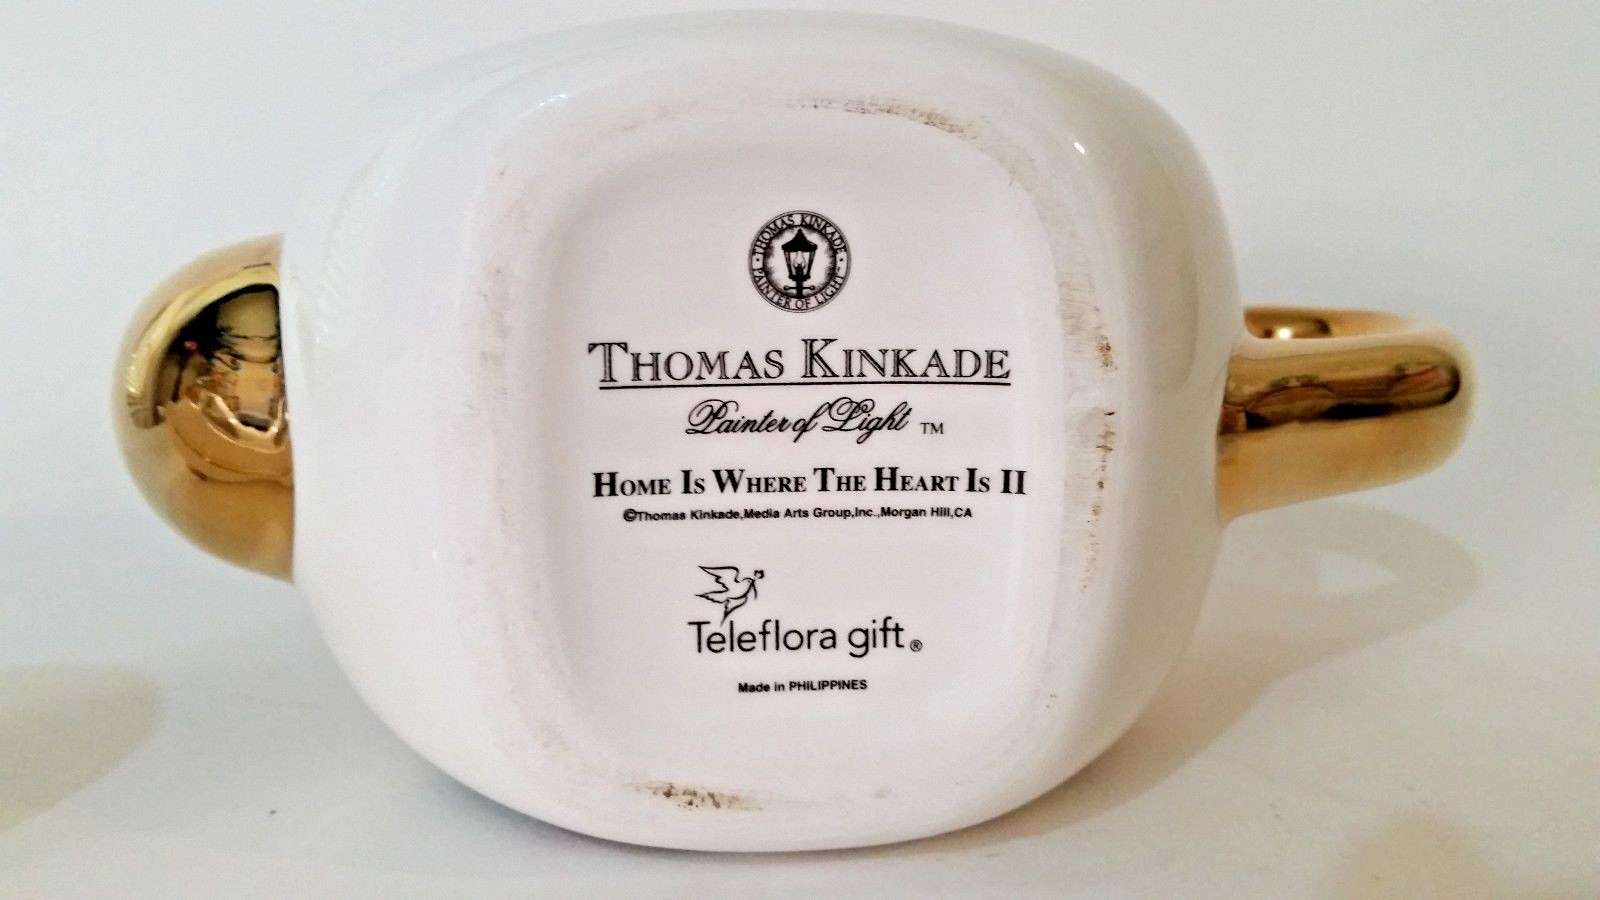 THOMAS KINKADE
• PAINTER OF LIGHT •
THOMAS KINKADE
Painter of Light TM
HOME IS WHERE THE HEART IS II
©Thomas Kinkade,Media Arts Group,Inc.,Morgan Hill,CA
Teleflora gift®
Made in PHILIPPINES